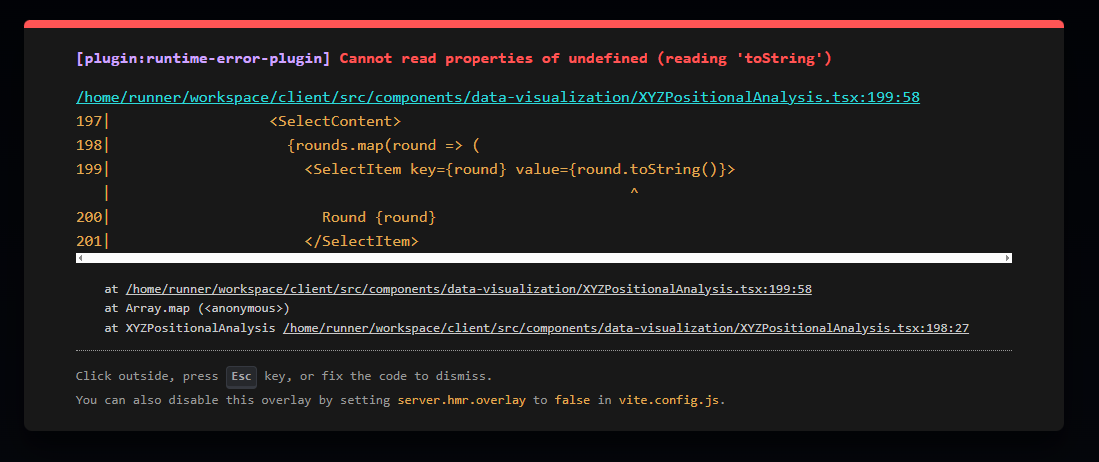 [plugin:runtime-error-plugin] Cannot read properties of undefined (reading 'toString')
/home/runner/workspace/client/src/components/data-visualization/XYZPositionalAnalysis.tsx:199:58
197|                  <SelectContent>
198|                    {rounds.map(round => (
199|                      <SelectItem key={round} value={round.toString()}>
   |                                                          ^
200|                        Round {round}
201|                      </SelectItem>
at /home/runner/workspace/client/src/components/data-visualization/XYZPositionalAnalysis.tsx:199:58
at Array.map (<anonymous>)
at XYZPositionalAnalysis /home/runner/workspace/client/src/components/data-visualization/XYZPositionalAnalysis.tsx:198:27
Click outside, press Esc key, or fix the code to dismiss.
You can also disable this overlay by setting server.hmr.overlay to false in vite.config.js.